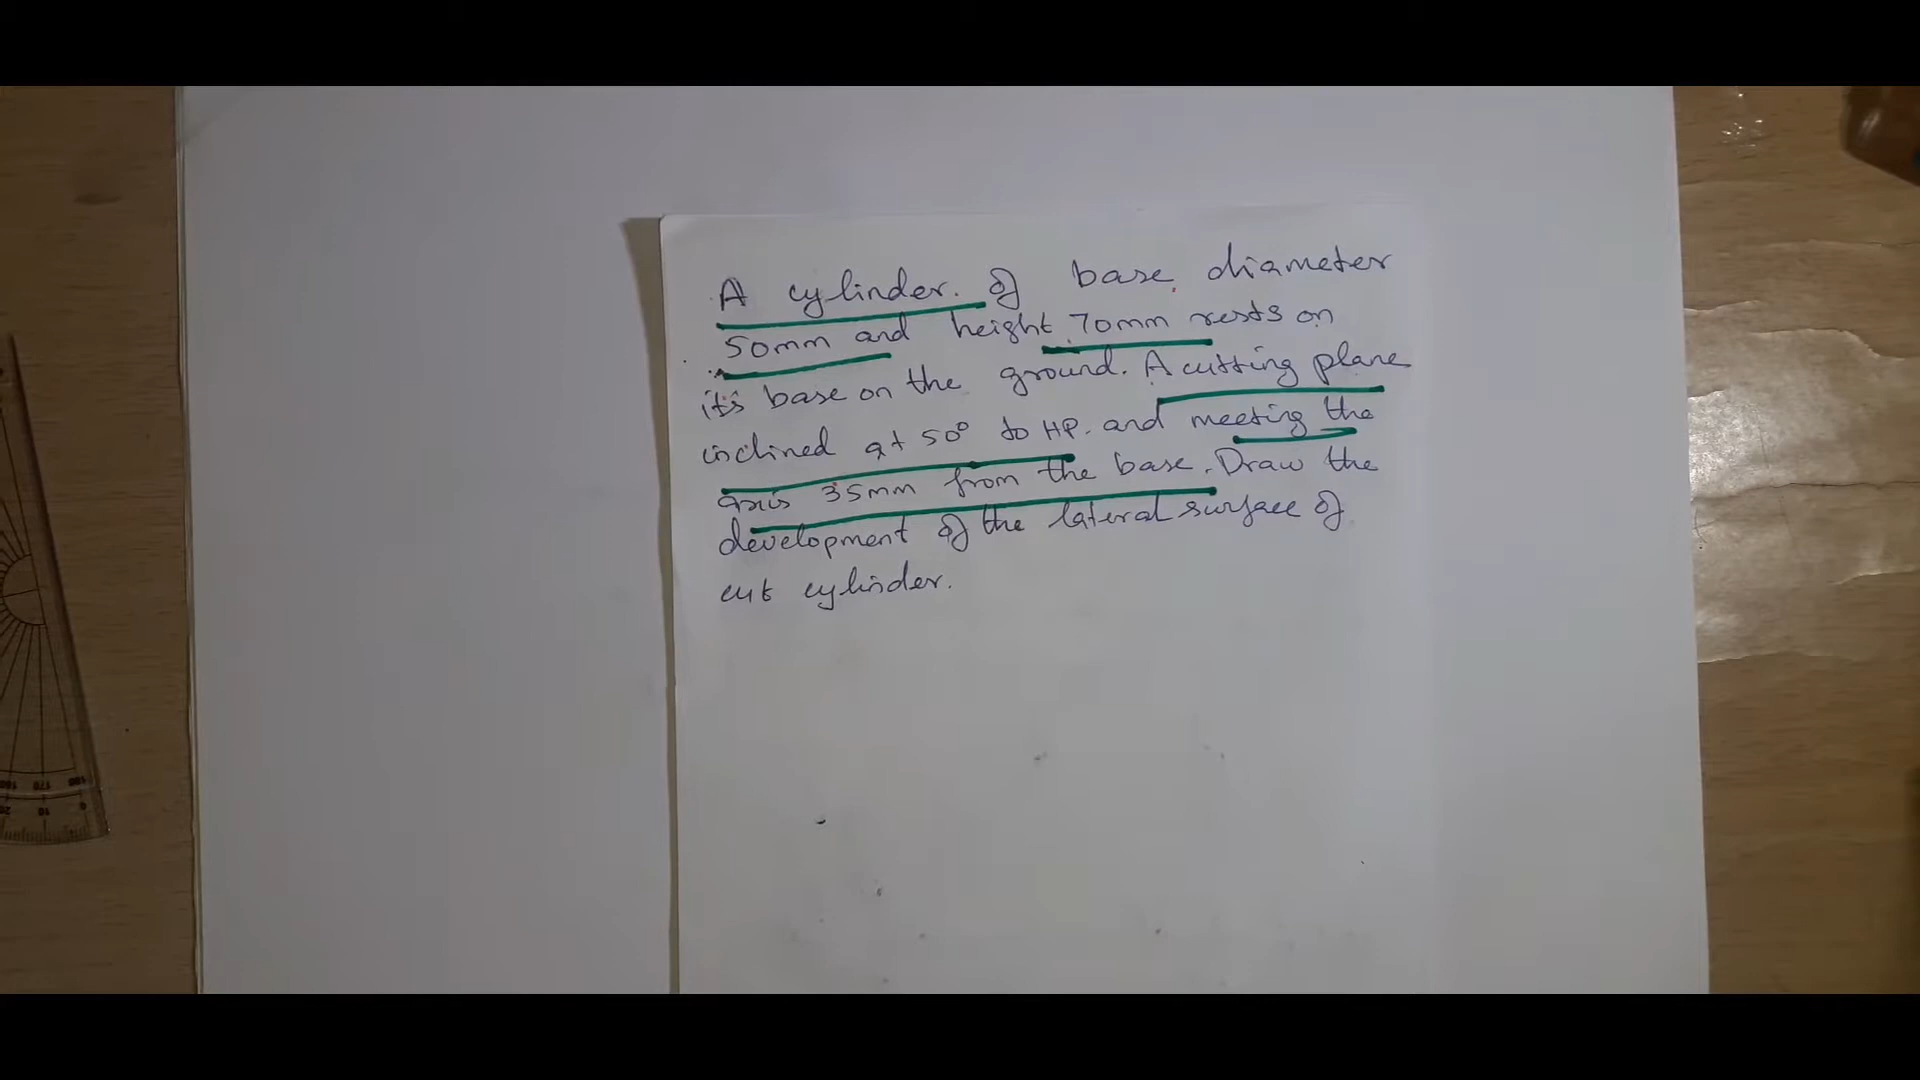 A cylinder. of base diameter
50mm and height 70mm rests on
it's base on the ground. A cutting plane
inclined at 50° to HP. and meeting the
axis 35mm from the base. Draw the
development of the lateral surface of
cut cylinder.